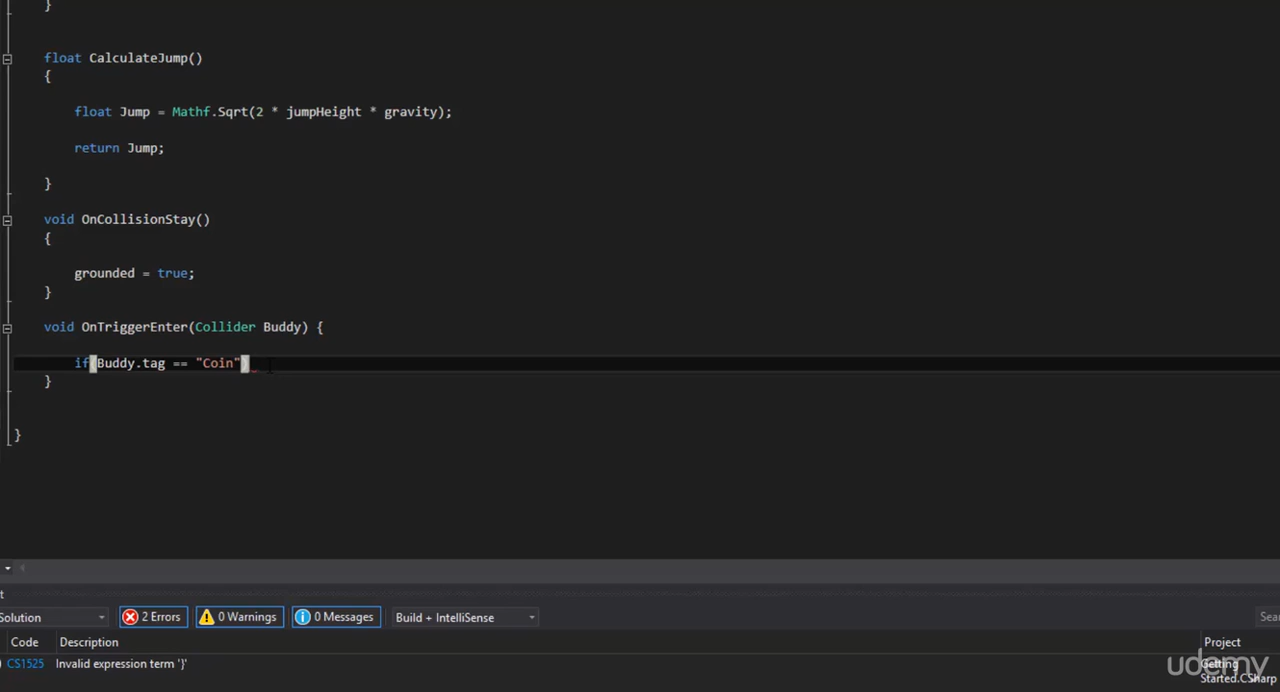 }
float CalculateJump()
{
float Jump = Mathf.Sqrt(2 * jumpHeight * gravity);
return Jump;
}
void OnCollisionStay()
{
grounded = true;
}
void OnTriggerEnter(Collider Buddy) {
if(Buddy.tag == "Coin")
}
}
t
Solution
2 Errors
0 Warnings
0 Messages
Build + IntelliSense
Sea
Code
Description
Project
CS1525
Invalid expression term '}'
Getting
Started.CSharp
udemy